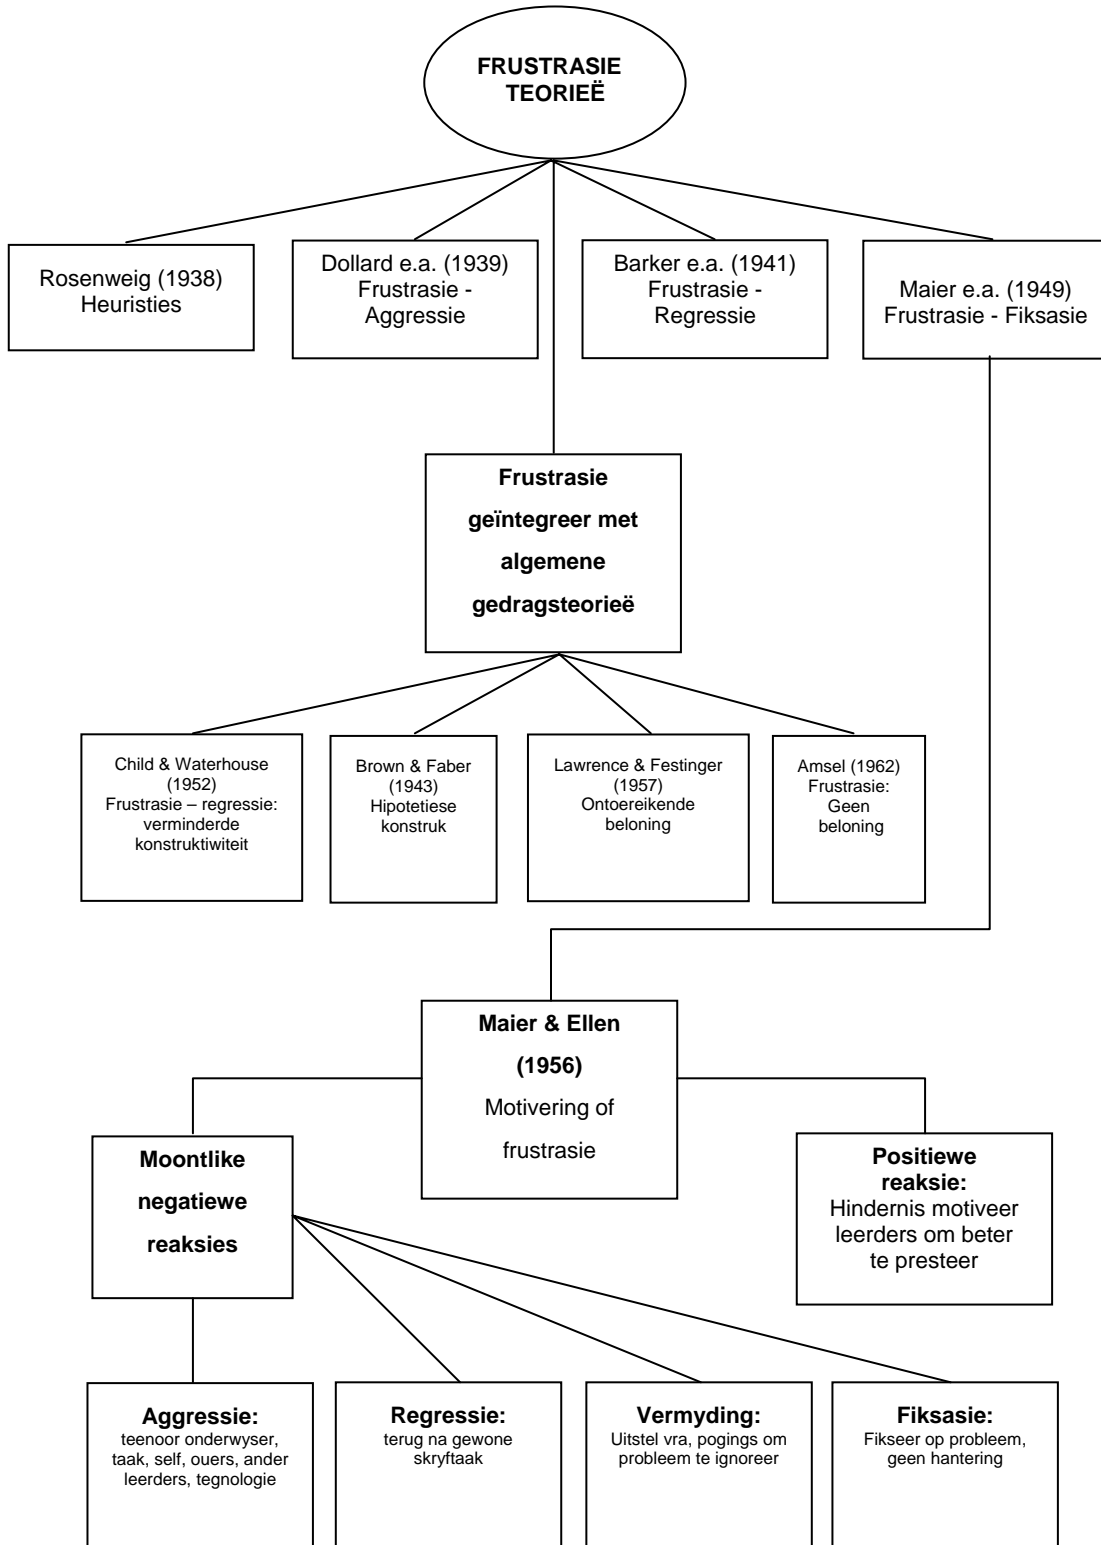 FRUSTRASIE
TEORIEË
Rosenweig (1938)
Heuristies
Dollard e.a. (1939)
Frustrasie -
Aggressie
Barker e.a. (1941)
Frustrasie -
Regressie
Maier e.a. (1949)
Frustrasie - Fiksasie
Frustrasie
geïntegreer met
algemene
gedragsteorieë
Child & Waterhouse
(1952)
Frustrasie – regressie:
verminderde
konstruktiwiteit
Brown & Faber
(1943)
Hipotetiese
konstruk
Lawrence & Festinger
(1957)
Ontoereikende
beloning
Amsel (1962)
Frustrasie:
Geen
beloning
Maier & Ellen
(1956)
Motivering of
frustrasie
Moontlike
negatiewe
reaksies
Positiewe
reaksie:
Hindernis motiveer
leerders om beter
te presteer
Aggressie:
teenoor onderwyser,
taak, self, ouers, ander
leerders, tegnologie
Regressie:
terug na gewone
skryftaak
Vermyding:
Uitstel vra, pogings om
probleem te ignoreer
Fiksasie:
Fikseer op probleem,
geen hantering